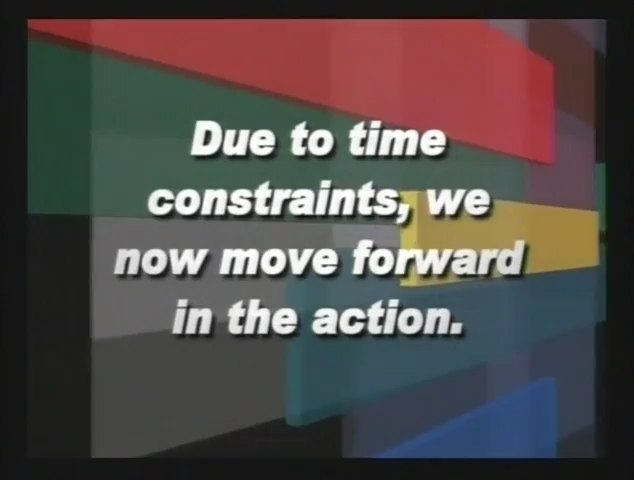 Due to time
constraints, we
now move forward
in the action.